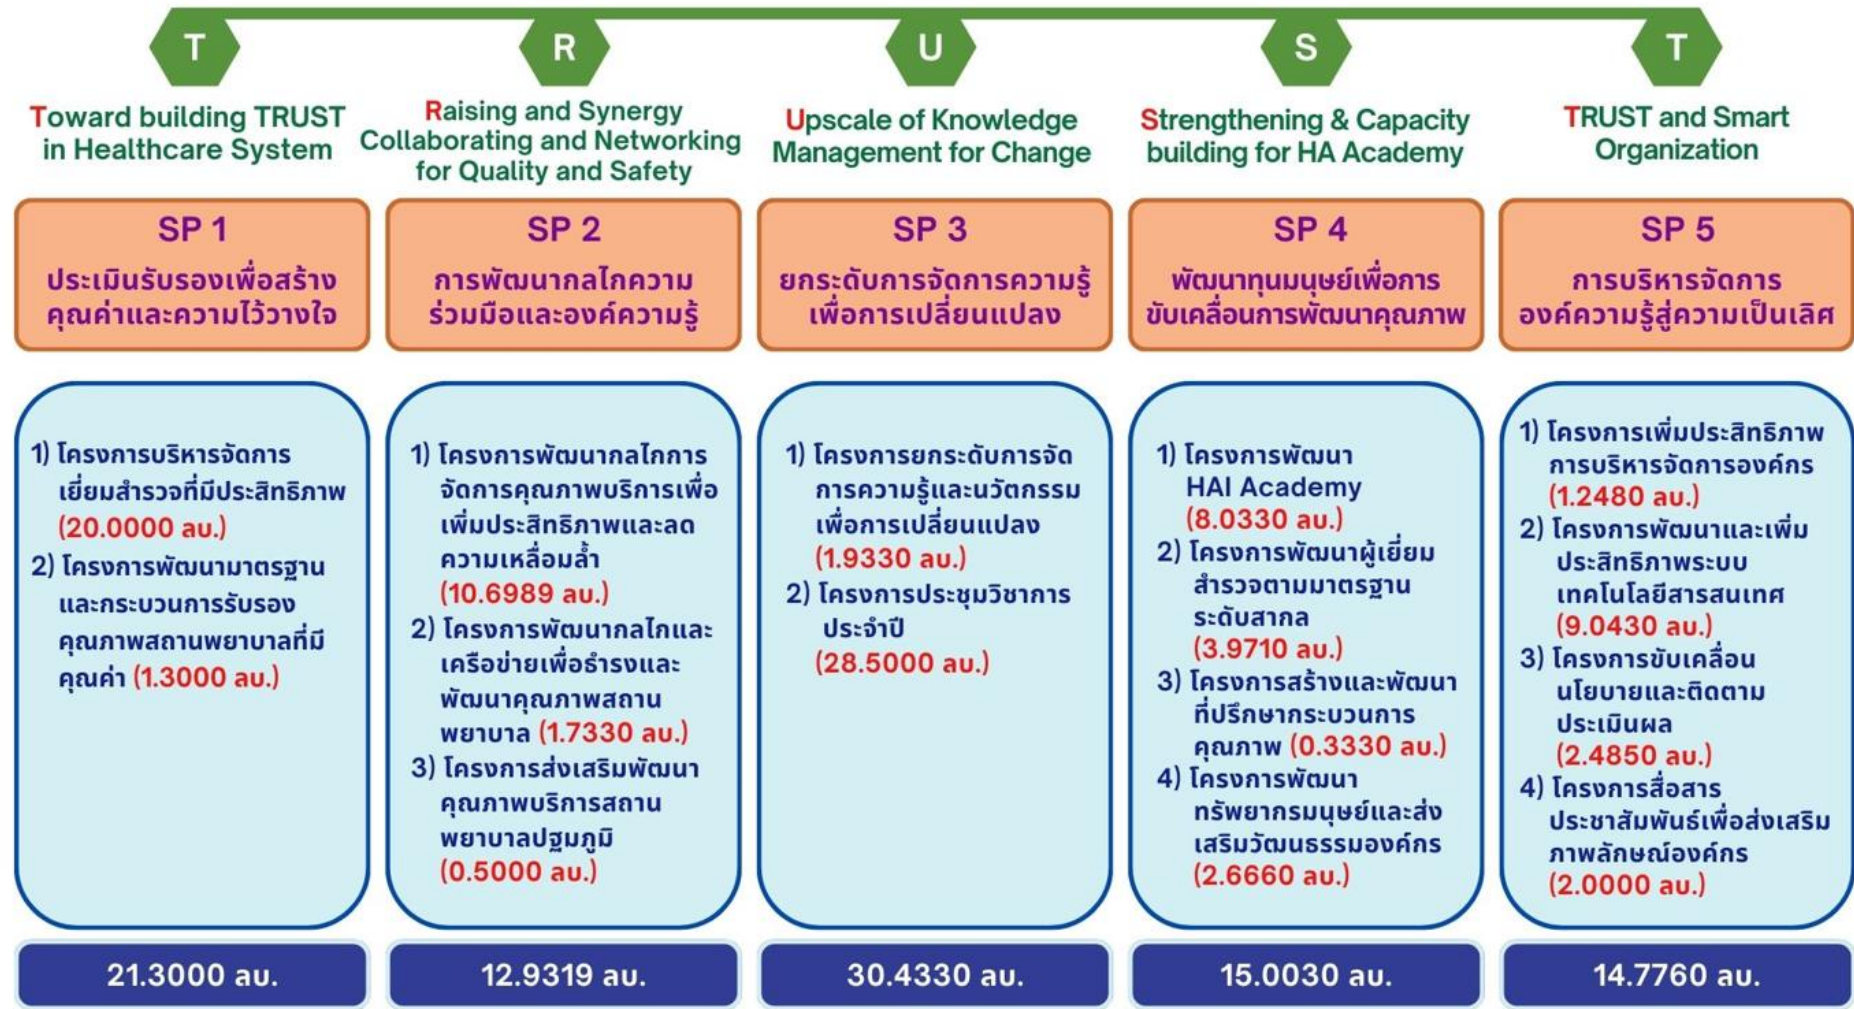 T
Toward building TRUST
in Healthcare System
SP 1
ประเมินรับรองเพื่อสร้าง
คุณค่าและความไว้วางใจ
1) โครงการบริหารจัดการ
เยี่ยมสำรวจที่มีประสิทธิภาพ
(20.0000 ลบ.)
2) โครงการพัฒนามาตรฐาน
และกระบวนการรับรอง
คุณภาพสถานพยาบาลที่มี
คุณค่า (1.3000 ลบ.)
21.3000 ลบ.
R
Raising and Synergy
Collaborating and Networking
for Quality and Safety
SP 2
การพัฒนากลไกความ
ร่วมมือและองค์ความรู้
1) โครงการพัฒนากลไกการ
จัดการคุณภาพบริการเพื่อ
เพิ่มประสิทธิภาพและลด
ความเหลื่อมล้ำ
(10.6989 ลบ.)
2) โครงการพัฒนากลไกและ
เครือข่ายเพื่อธำรงและ
พัฒนาคุณภาพสถาน
พยาบาล (1.7330 ลบ.)
3) โครงการส่งเสริมพัฒนา
คุณภาพบริการสถาน
พยาบาลปฐมภูมิ
(0.5000 ลบ.)
12.9319 ลบ.
U
Upscale of Knowledge
Management for Change
SP 3
ยกระดับการจัดการความรู้
เพื่อการเปลี่ยนแปลง
1) โครงการยกระดับการจัด
การความรู้และนวัตกรรม
เพื่อการเปลี่ยนแปลง
(1.9330 ลบ.)
2) โครงการประชุมวิชาการ
ประจำปี
(28.5000 ลบ.)
30.4330 ลบ.
S
Strengthening & Capacity
building for HA Academy
SP 4
พัฒนาทุนมนุษย์เพื่อการ
ขับเคลื่อนการพัฒนาคุณภาพ
1) โครงการพัฒนา
HAI Academy
(8.0330 ลบ.)
2) โครงการพัฒนาผู้เยี่ยม
สำรวจตามมาตรฐาน
ระดับสากล
(3.9710 ลบ.)
3) โครงการสร้างและพัฒนา
ที่ปรึกษากระบวนการ
คุณภาพ (0.3330 ลบ.)
4) โครงการพัฒนา
ทรัพยากรมนุษย์และส่ง
เสริมวัฒนธรรมองค์กร
(2.6660 ลบ.)
15.0030 ลบ.
T
TRUST and Smart
Organization
SP 5
การบริหารจัดการ
องค์ความรู้สู่ความเป็นเลิศ
1) โครงการเพิ่มประสิทธิภาพ
การบริหารจัดการองค์กร
(1.2480 ลบ.)
2) โครงการพัฒนาและเพิ่ม
ประสิทธิภาพระบบ
เทคโนโลยีสารสนเทศ
(9.0430 ลบ.)
3) โครงการขับเคลื่อน
นโยบายและติดตาม
ประเมินผล
(2.4850 ลบ.)
4) โครงการสื่อสาร
ประชาสัมพันธ์เพื่อส่งเสริม
ภาพลักษณ์องค์กร
(2.0000 ลบ.)
14.7760 ลบ.